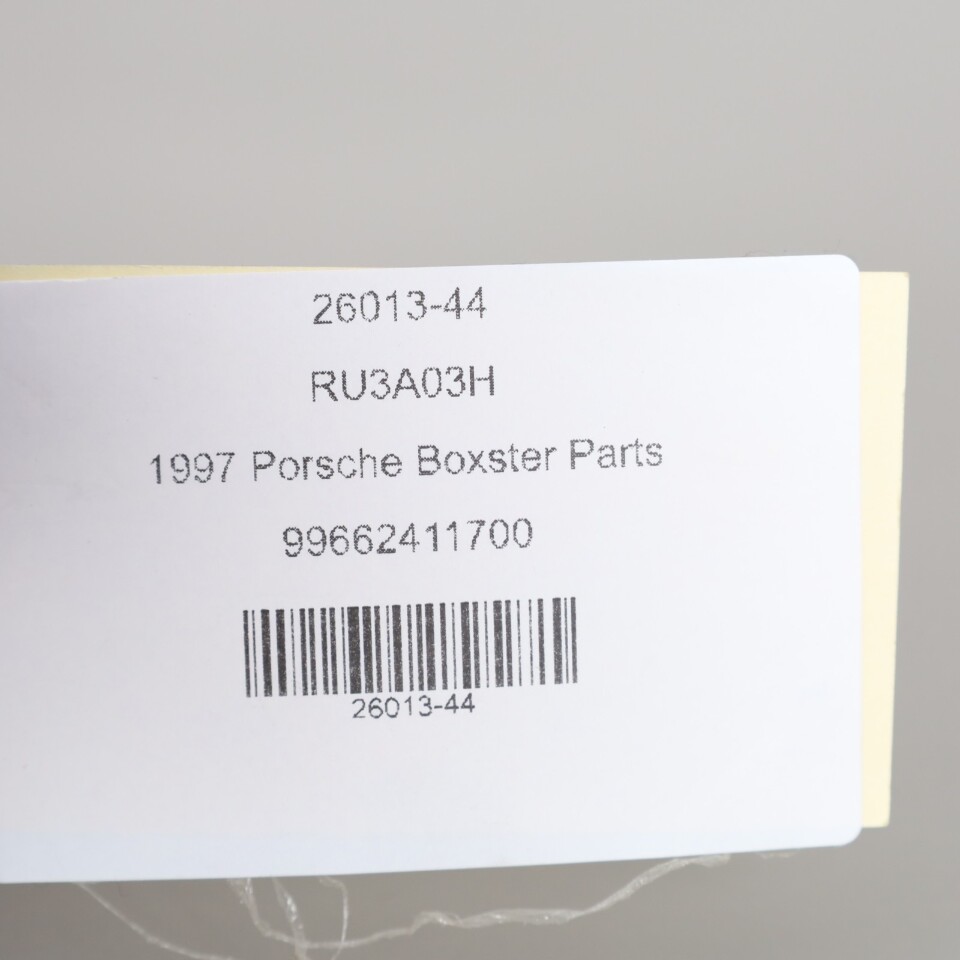 26013-44
RU3A03H
1997 Porsche Boxster Parts
99662411700
26013-44